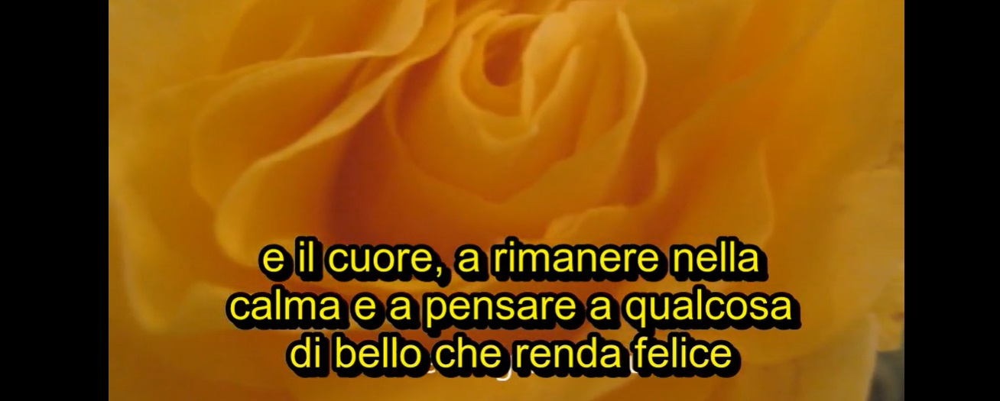 e il cuore, a rimanere nella
calma e a pensare a qualcosa
di bello che renda felice